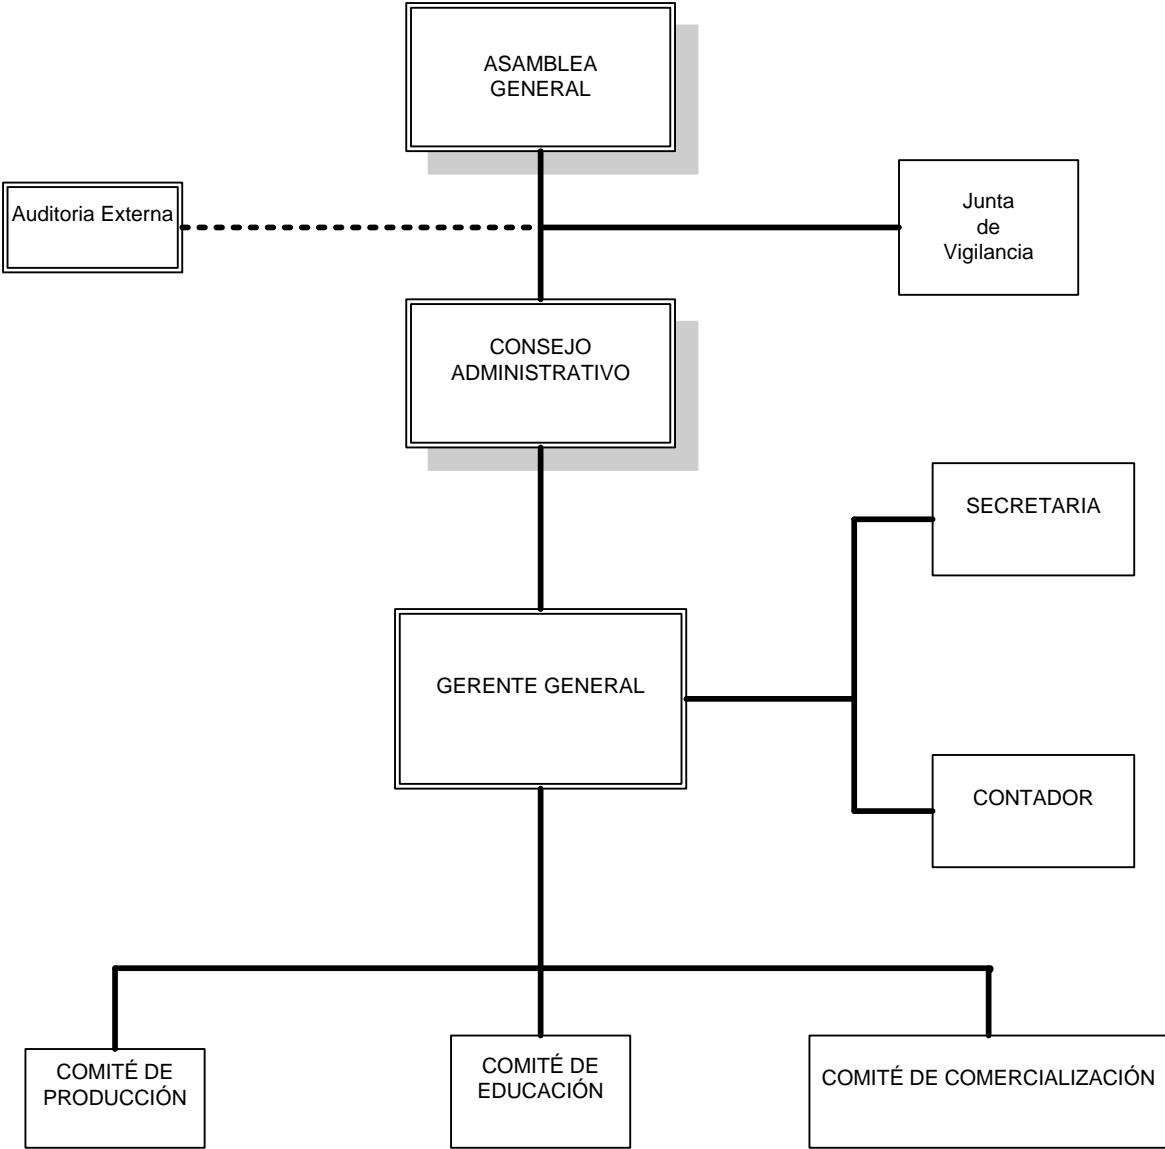 ASAMBLEA
GENERAL
Auditoria Externa
Junta
de
Vigilancia
CONSEJO
ADMINISTRATIVO
SECRETARIA
GERENTE GENERAL
CONTADOR
COMITÉ DE
PRODUCCIÓN
COMITÉ DE
EDUCACIÓN
COMITÉ DE COMERCIALIZACIÓN